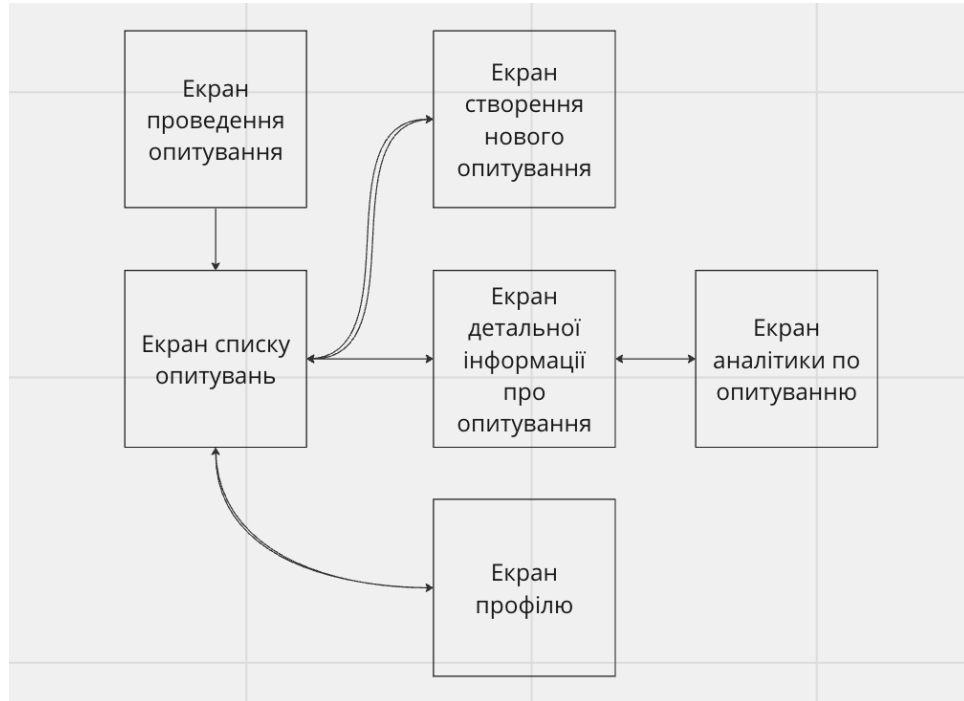 Екран
проведення
опитування
Екран
створення
нового
опитування
Екран списку
опитувань
Екран
детальної
інформації
про
опитування
Екран
аналітики по
опитуванню
Екран
профілю